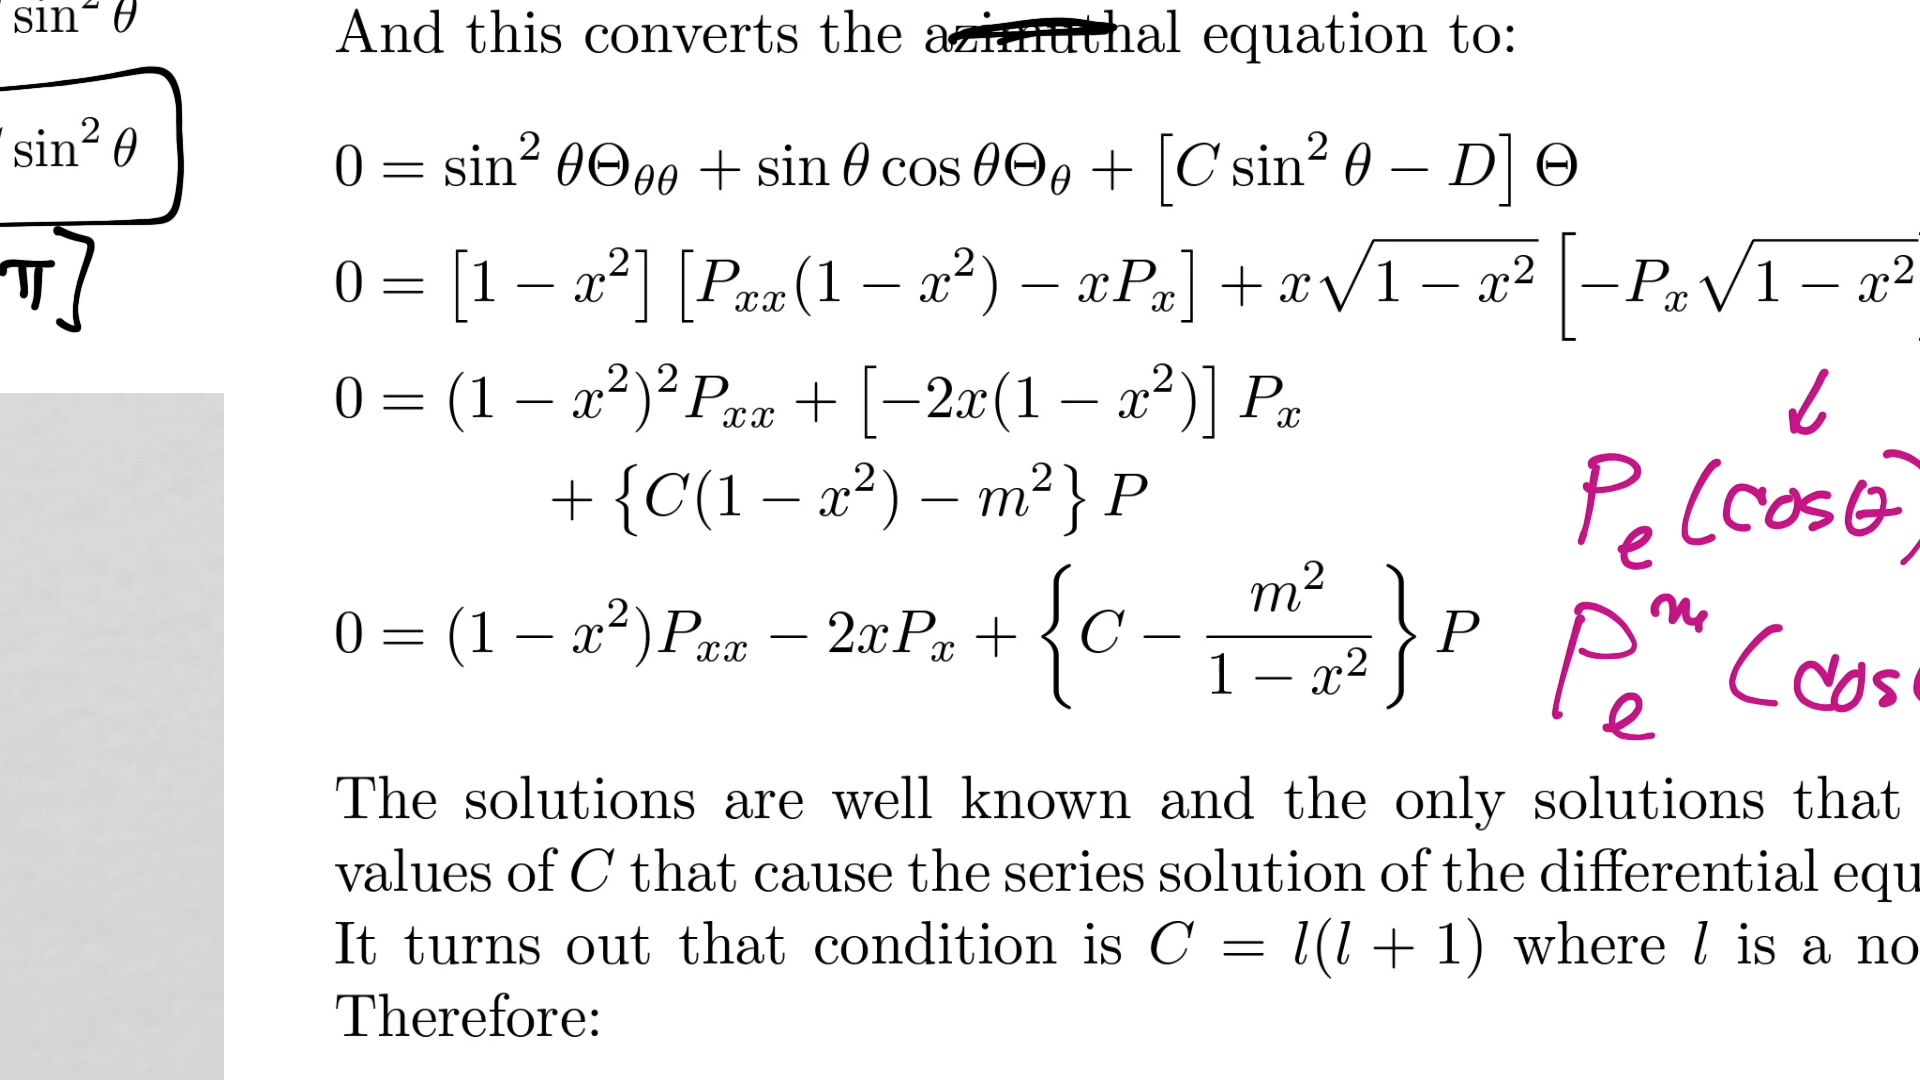 sin² θ
sin² θ
π]
And this converts the azimuthal equation to:
0 = sin² θΘ_θθ + sin θ cos θΘ_θ + [C sin² θ − D] Θ
0 = [1 − x²] [P_xx(1 − x²) − xP_x] + x√(1 − x²) [−P_x√(1 − x²)
0 = (1 − x²)²P_xx + [−2x(1 − x²)] P_x
+ {C(1 − x²) − m²} P
0 = (1 − x²)P_xx − 2xP_x + {C − m²/(1 − x²)} P
↓
P_l (cosθ)
P_l^m (cos
The solutions are well known and the only solutions that
values of C that cause the series solution of the differential equ
It turns out that condition is C = l(l + 1) where l is a no
Therefore: